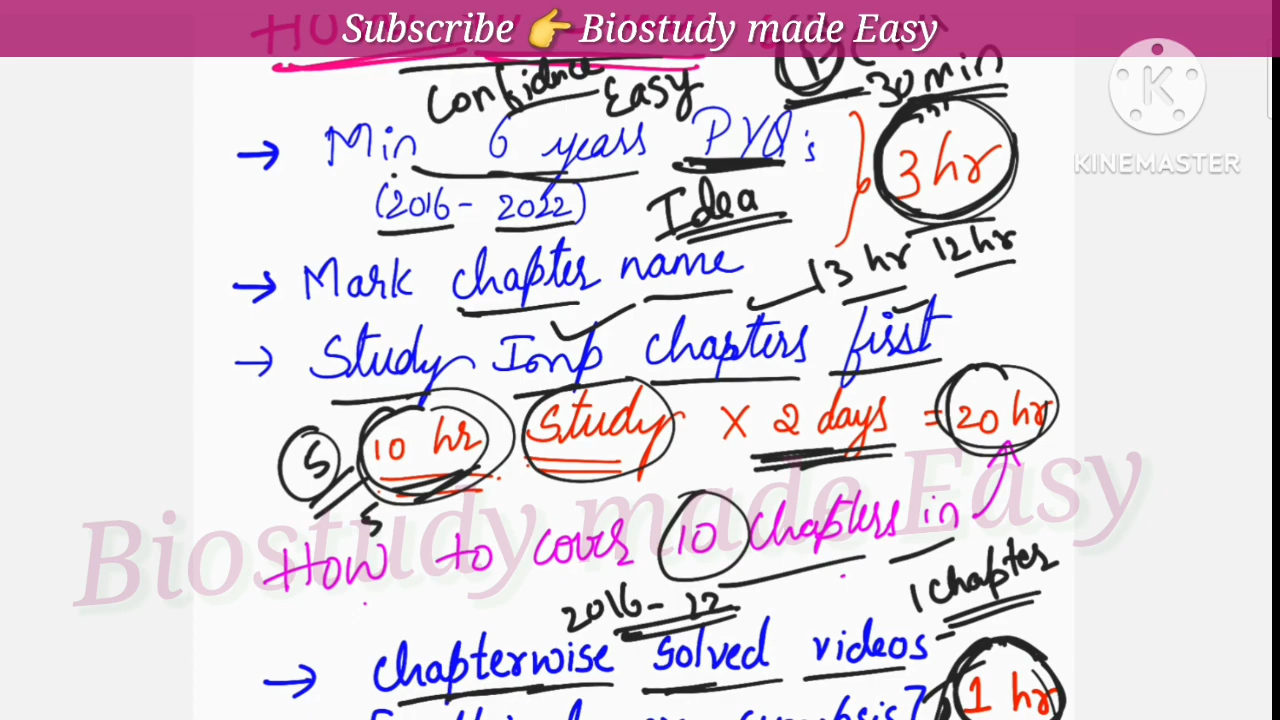 Subscribe 👉 Biostudy made Easy
Confidence Easy
30 min
K
KINEMASTER
→ Min 6 years PYQ's
3 hr
(2016 - 2022)
Idea
→ Mark chapter name
13 hr 12 hr
→ Study Imp chapters first
5 10 hr Study X 2 days = 20 hr
5
Biostudy made Easy
How to cover 10 chapters in
1 chapter
2016 - 22
→ chapterwise solved videos
1 hr